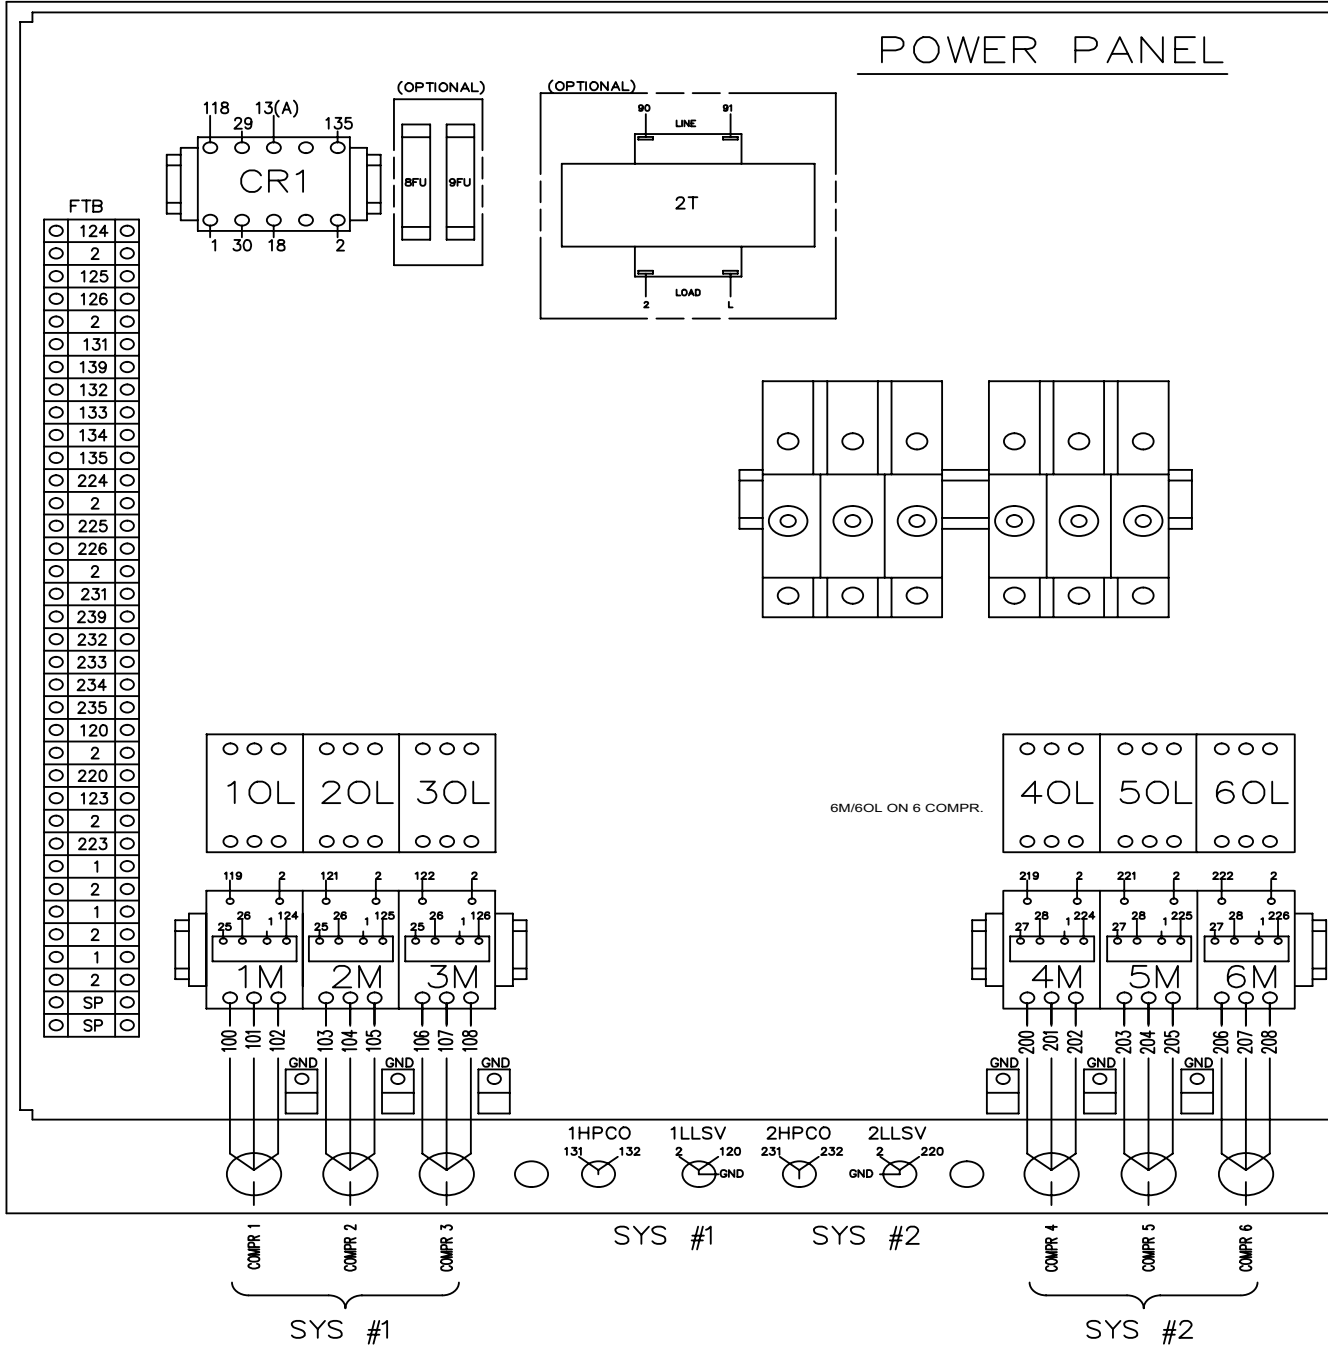 POWER PANEL
(OPTIONAL)
(OPTIONAL)
118
13(A)
29
135
CR1
1
30
18
2
8FU
9FU
90
91
LINE
2T
LOAD
2
L
FTB
124
2
125
126
2
131
139
132
133
134
135
224
2
225
226
2
231
239
232
233
234
235
120
2
220
123
2
223
1
2
1
2
1
2
SP
SP
1OL
2OL
3OL
6M/6OL ON 6 COMPR.
4OL
5OL
6OL
119
2
121
2
122
2
219
2
221
2
222
2
25
26
1
124
25
26
1
125
25
26
1
126
27
28
1
224
27
28
1
225
27
28
1
226
1M
2M
3M
4M
5M
6M
100
101
102
103
104
105
106
107
108
200
201
202
203
204
205
206
207
208
GND
GND
GND
GND
GND
GND
1HPCO
1LLSV
2HPCO
2LLSV
131
132
2
120
GND
231
232
2
220
GND
COMPR 1
COMPR 2
COMPR 3
SYS #1
SYS #2
COMPR 4
COMPR 5
COMPR 6
SYS #1
SYS #2